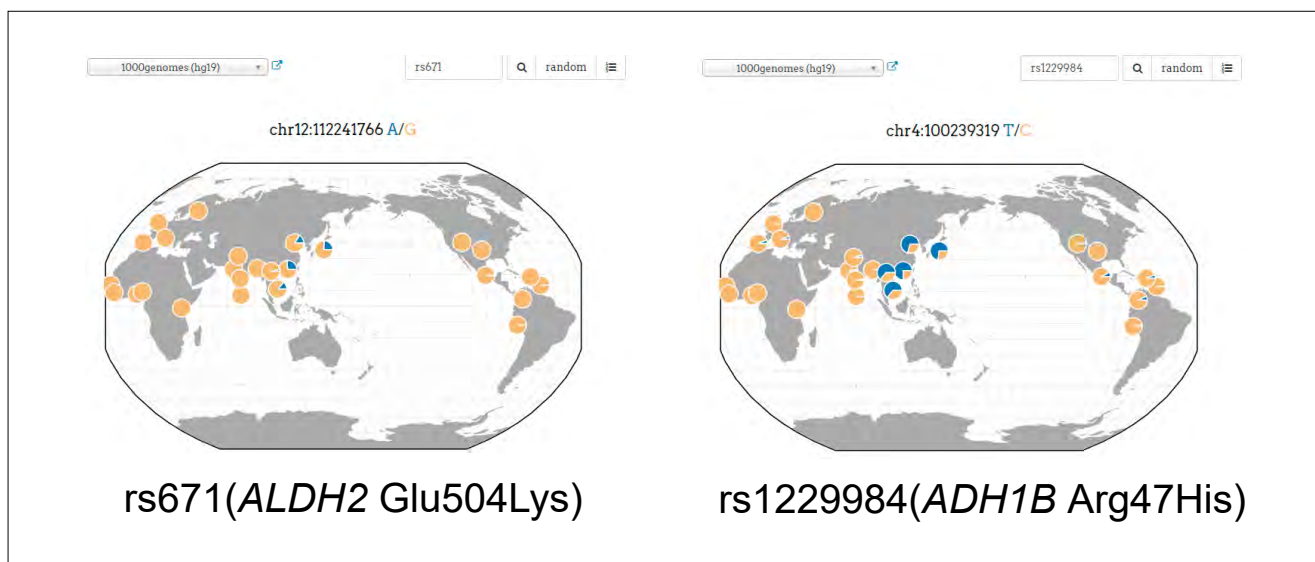 1000genomes (hg19) rs671 random
chr12:112241766 A/G
rs671(ALDH2 Glu504Lys)
1000genomes (hg19) rs1229984 random
chr4:100239319 T/C
rs1229984(ADH1B Arg47His)